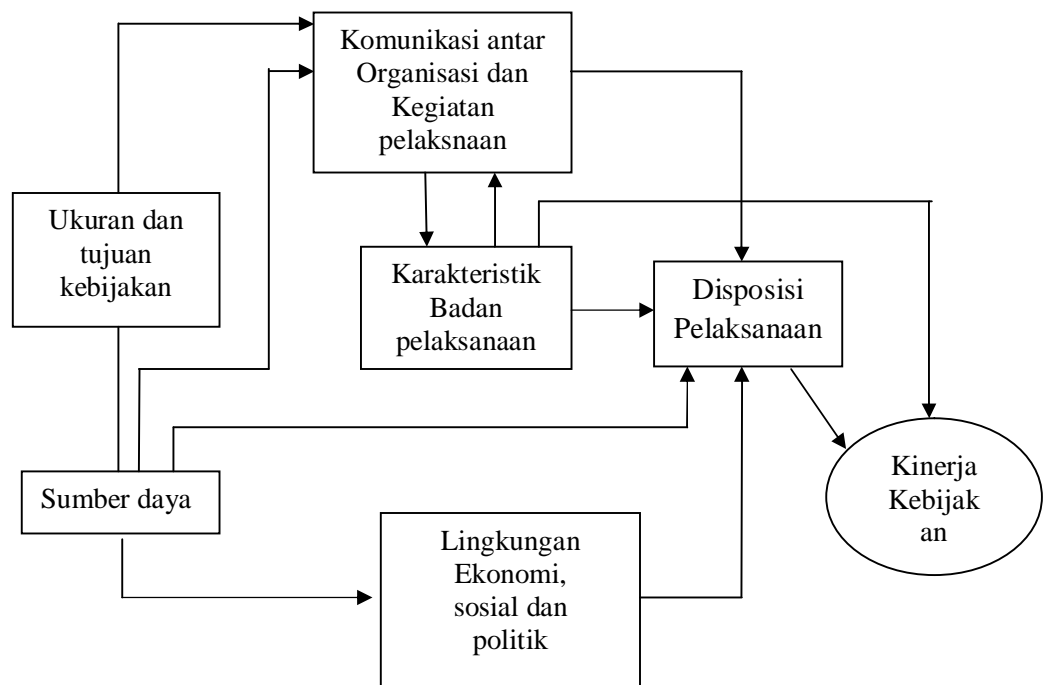 Komunikasi antar
Organisasi dan
Kegiatan
pelaksnaan
Ukuran dan
tujuan
kebijakan
Karakteristik
Badan
pelaksanaan
Disposisi
Pelaksanaan
Sumber daya
Kinerja
Kebijak
an
Lingkungan
Ekonomi,
sosial dan
politik